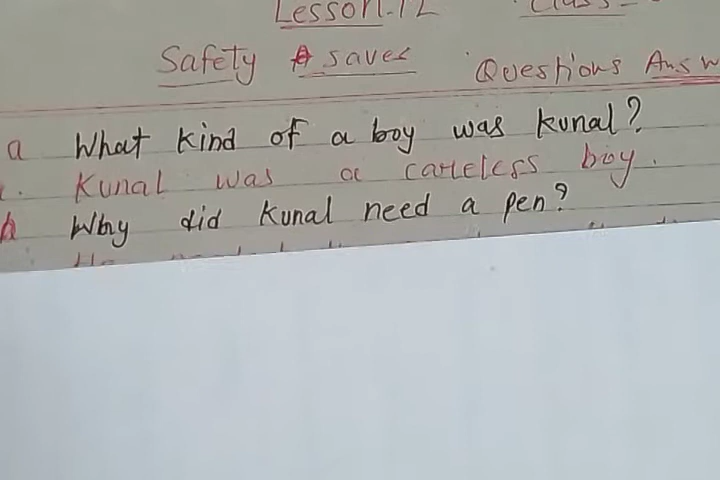 Lesson-12 Class-
Safety saves Questions Answ
a What kind of a boy was kunal?
Kunal was a careless boy.
Why did kunal need a pen?